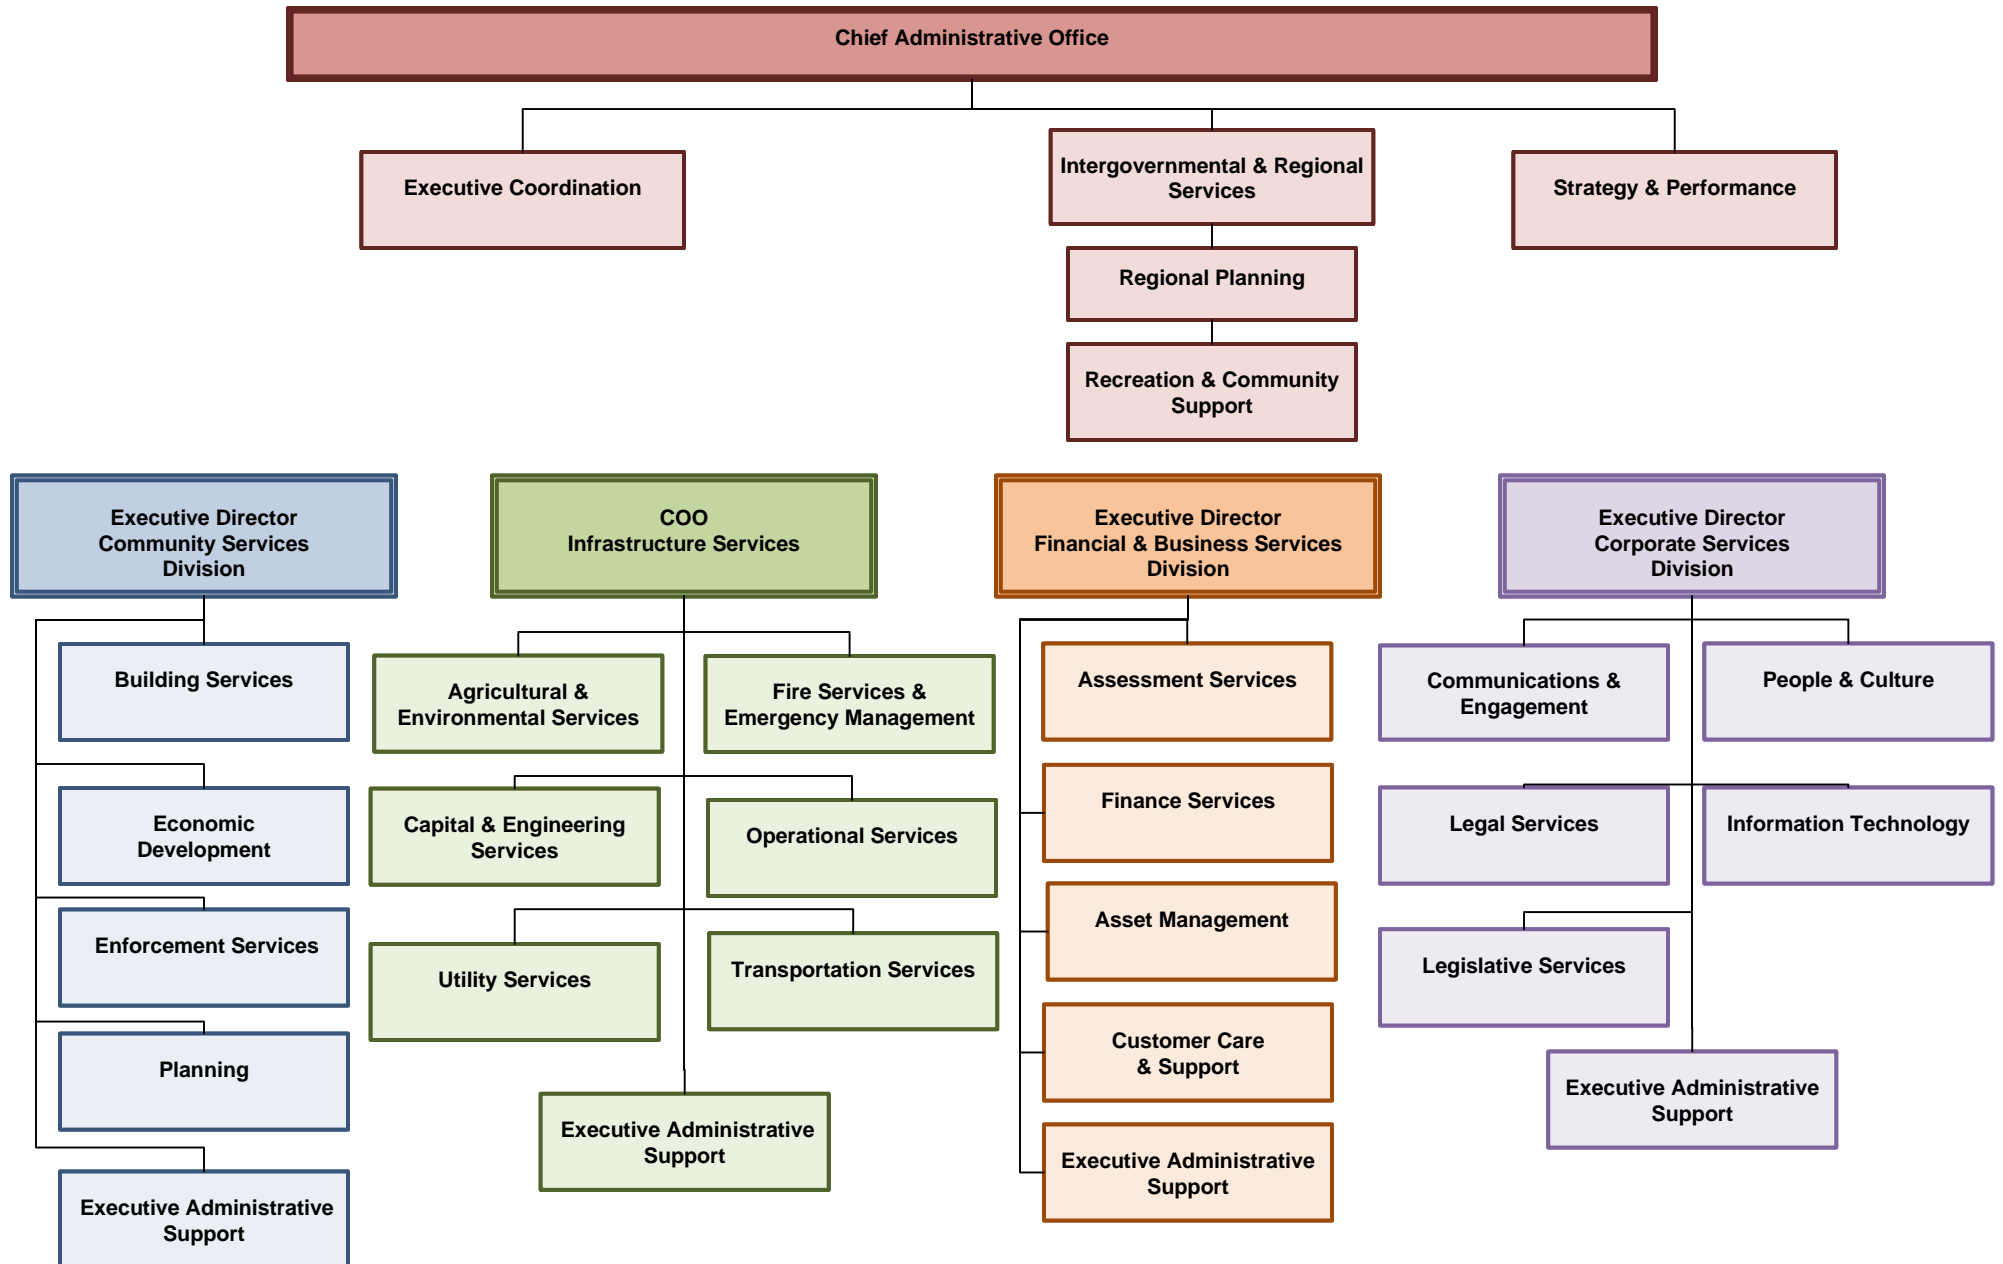 Chief Administrative Office
Executive Coordination
Intergovernmental & Regional
Services
Strategy & Performance
Regional Planning
Recreation & Community
Support
Executive Director
Community Services
Division
Building Services
Economic
Development
Enforcement Services
Planning
Executive Administrative
Support
COO
Infrastructure Services
Agricultural &
Environmental Services
Fire Services &
Emergency Management
Capital & Engineering
Services
Operational Services
Utility Services
Transportation Services
Executive Administrative
Support
Executive Director
Financial & Business Services
Division
Assessment Services
Finance Services
Asset Management
Customer Care
& Support
Executive Administrative
Support
Executive Director
Corporate Services
Division
Communications &
Engagement
People & Culture
Legal Services
Information Technology
Legislative Services
Executive Administrative
Support